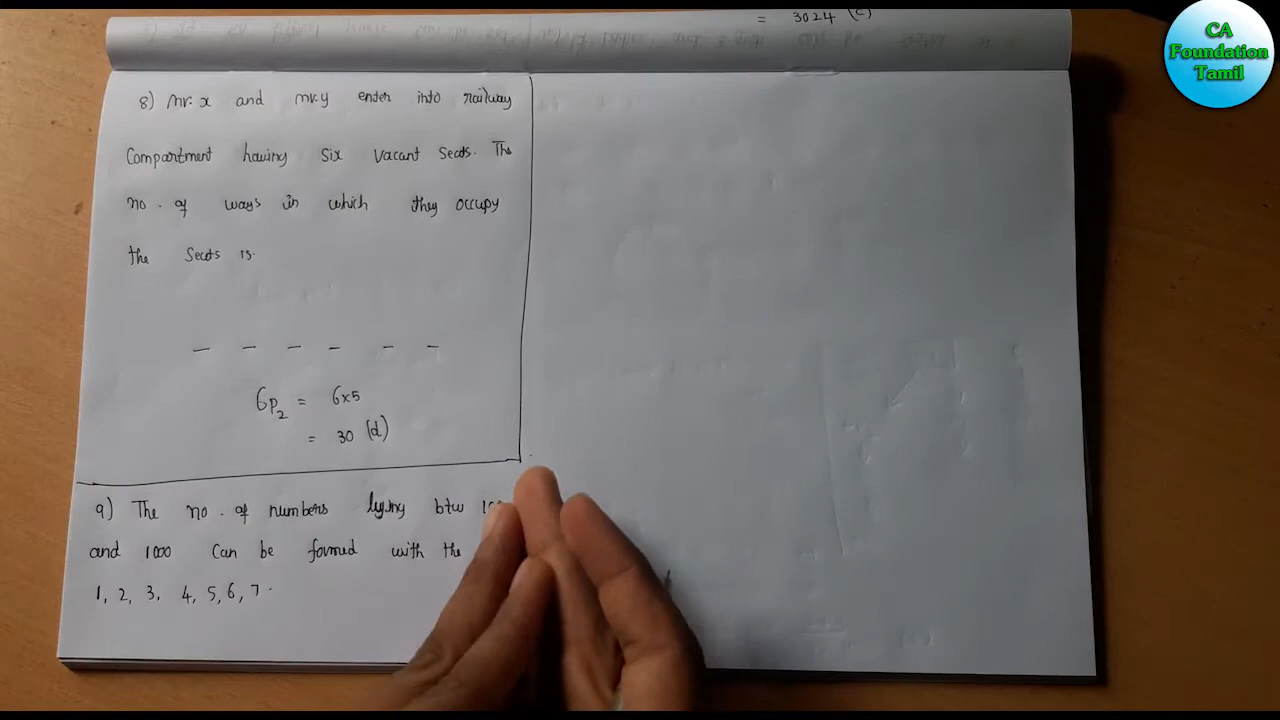 = 3024 (c)
CA
Foundation
Tamil
8) Mr. x and mr. y enter into railway
Compartment having Six Vacant Seats. The
no. of ways in which they occupy
the Seats is.
6P2 = 6x5
= 30 (d)
9) The no. of numbers lying btw
and 1000 Can be formed with the
1, 2, 3, 4, 5, 6, 7.